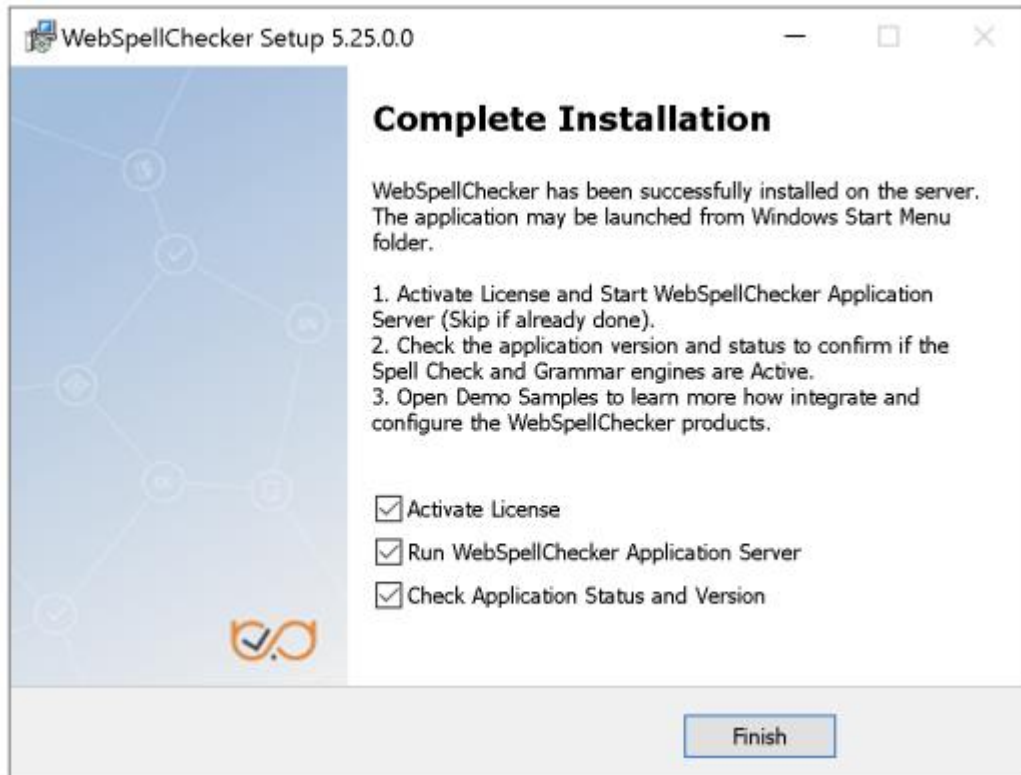 WebSpellChecker Setup 5.25.0.0
Complete Installation
WebSpellChecker has been successfully installed on the server.
The application may be launched from Windows Start Menu
folder.
1. Activate License and Start WebSpellChecker Application
Server (Skip if already done).
2. Check the application version and status to confirm if the
Spell Check and Grammar engines are Active.
3. Open Demo Samples to learn more how integrate and
configure the WebSpellChecker products.
Activate License
Run WebSpellChecker Application Server
Check Application Status and Version
Finish